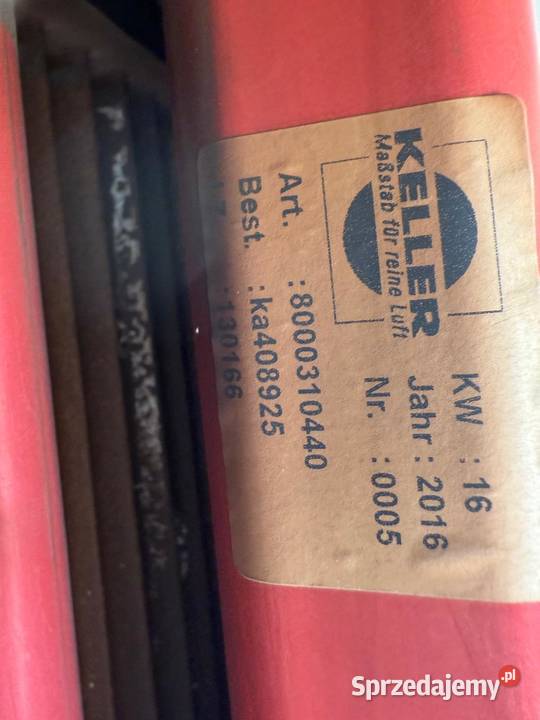 KELLER
Maßstab für reine Luft
KW : 16
Jahr : 2016
Nr. : 0005
Art. :8000310440
Best. :ka408925
:130166
Sprzedajemy.pl